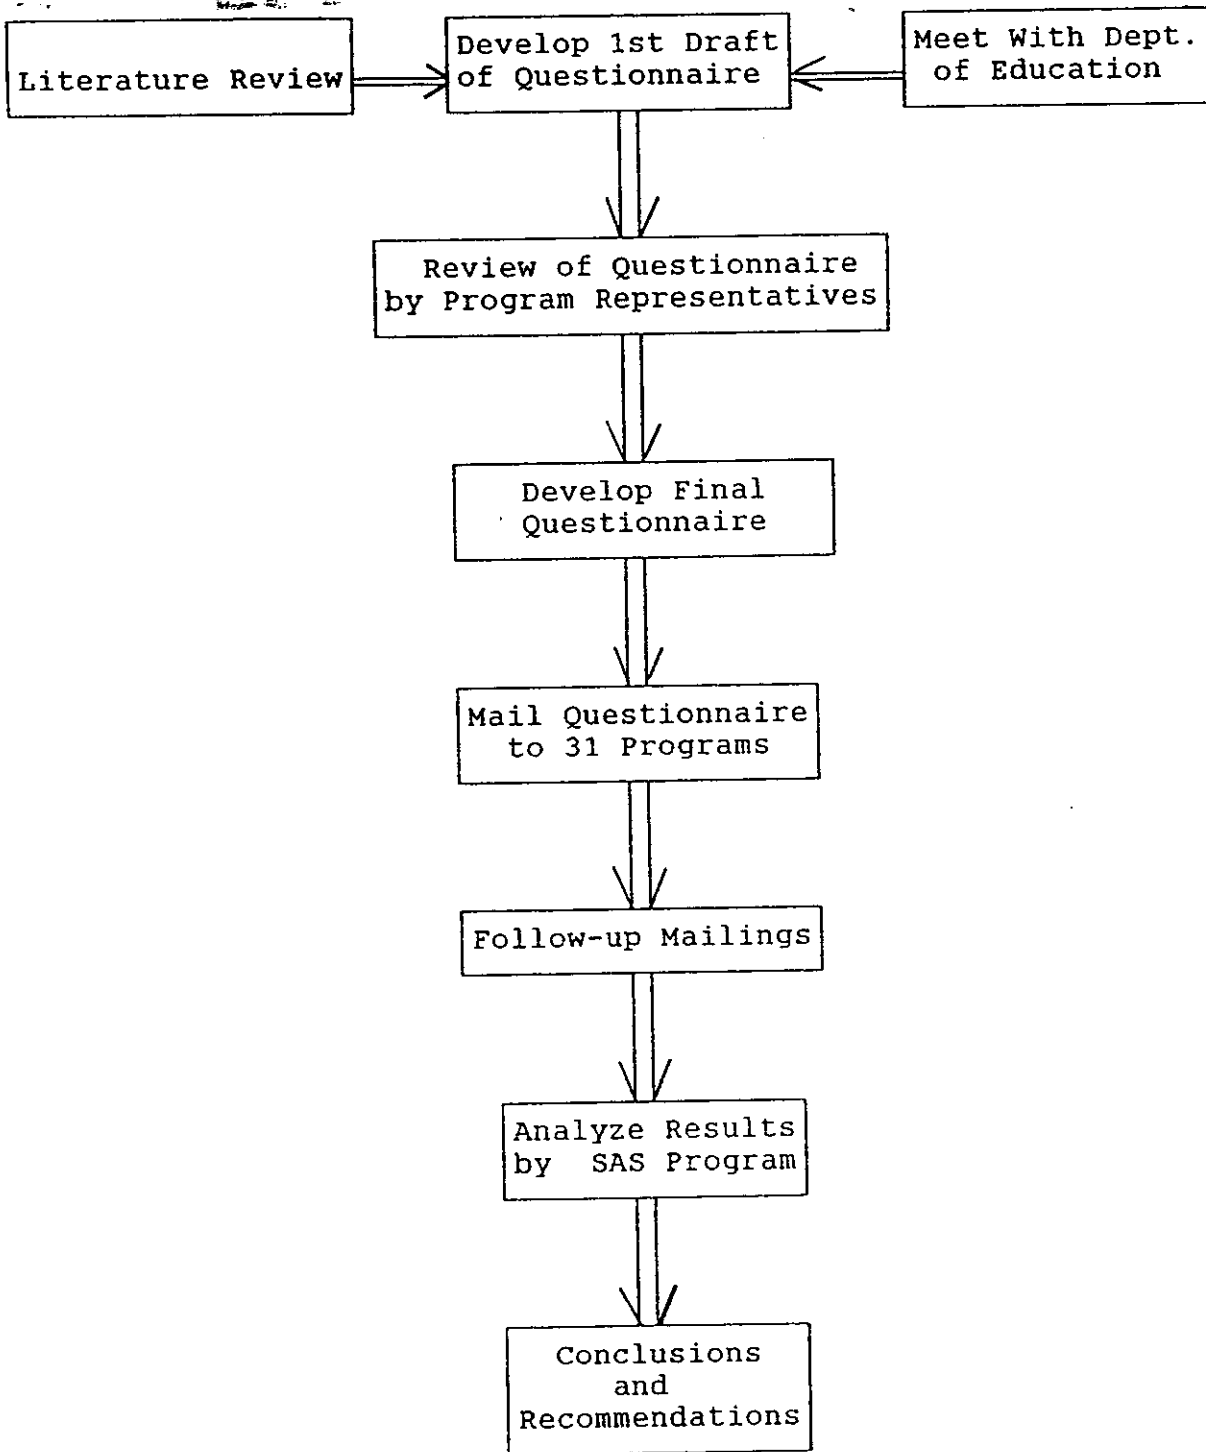 Literature Review
Develop 1st Draft
of Questionnaire
Meet With Dept.
of Education
Review of Questionnaire
by Program Representatives
Develop Final
Questionnaire
Mail Questionnaire
to 31 Programs
Follow-up Mailings
Analyze Results
by SAS Program
Conclusions
and
Recommendations